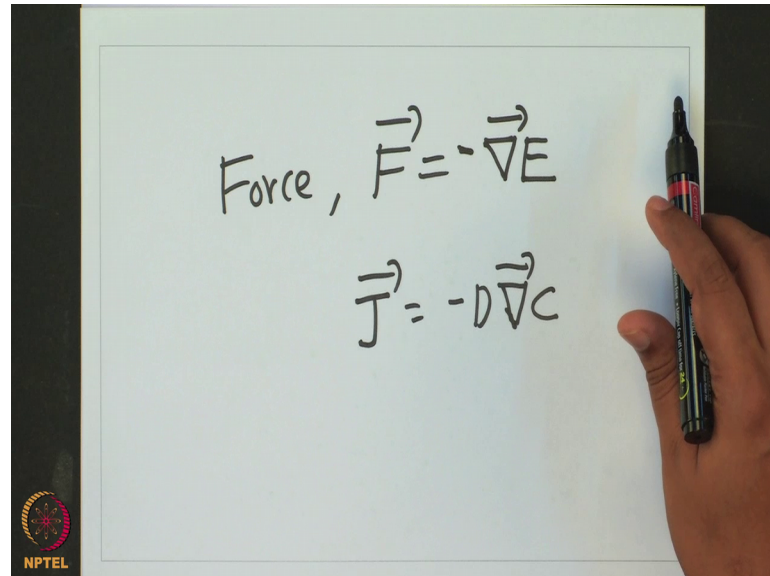 Force, F⃗ = -∇⃗E
J⃗ = -D∇⃗C
NPTEL